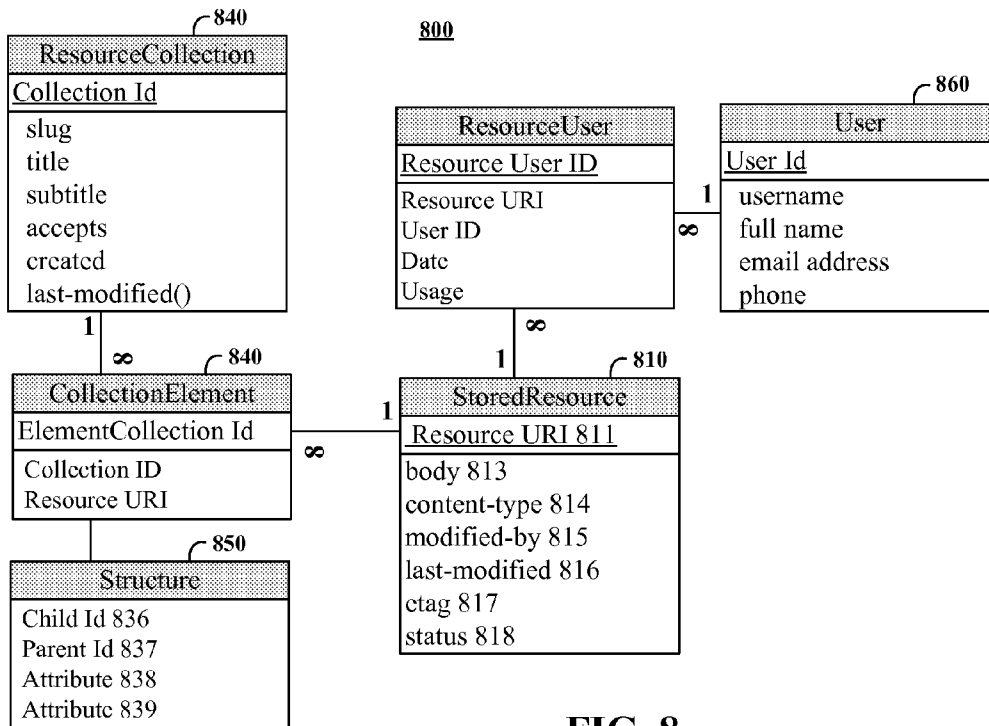 800
840
ResourceCollection
Collection Id
slug
title
subtitle
accepts
created
last-modified()
1
∞
840
CollectionElement
ElementCollection Id
Collection ID
Resource URI
850
Structure
Child Id 836
Parent Id 837
Attribute 838
Attribute 839
ResourceUser
Resource User ID
Resource URI
User ID
Date
Usage
∞
1
860
User
User Id
username
full name
email address
phone
∞
1
1
∞
810
StoredResource
Resource URI 811
body 813
content-type 814
modified-by 815
last-modified 816
etag 817
status 818
FIG. 8